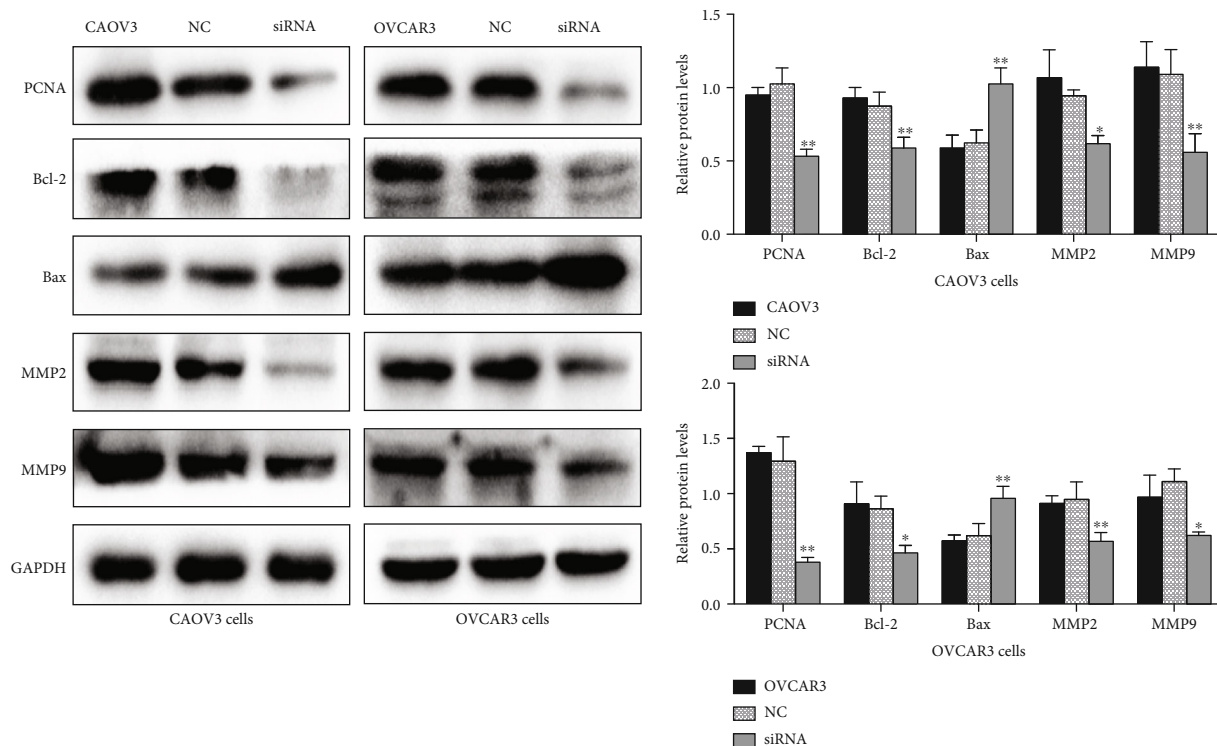 CAOV3 NC siRNA OVCAR3 NC siRNA
PCNA
Bcl-2
Bax
MMP2
MMP9
GAPDH
CAOV3 cells OVCAR3 cells
Relative protein levels
1.5
1.0
0.5
0.0
** ** ** * **
PCNA Bcl-2 Bax MMP2 MMP9
CAOV3 cells
CAOV3
NC
siRNA
Relative protein levels
2.0
1.5
1.0
0.5
0.0
** * ** ** *
PCNA Bcl-2 Bax MMP2 MMP9
OVCAR3 cells
OVCAR3
NC
siRNA